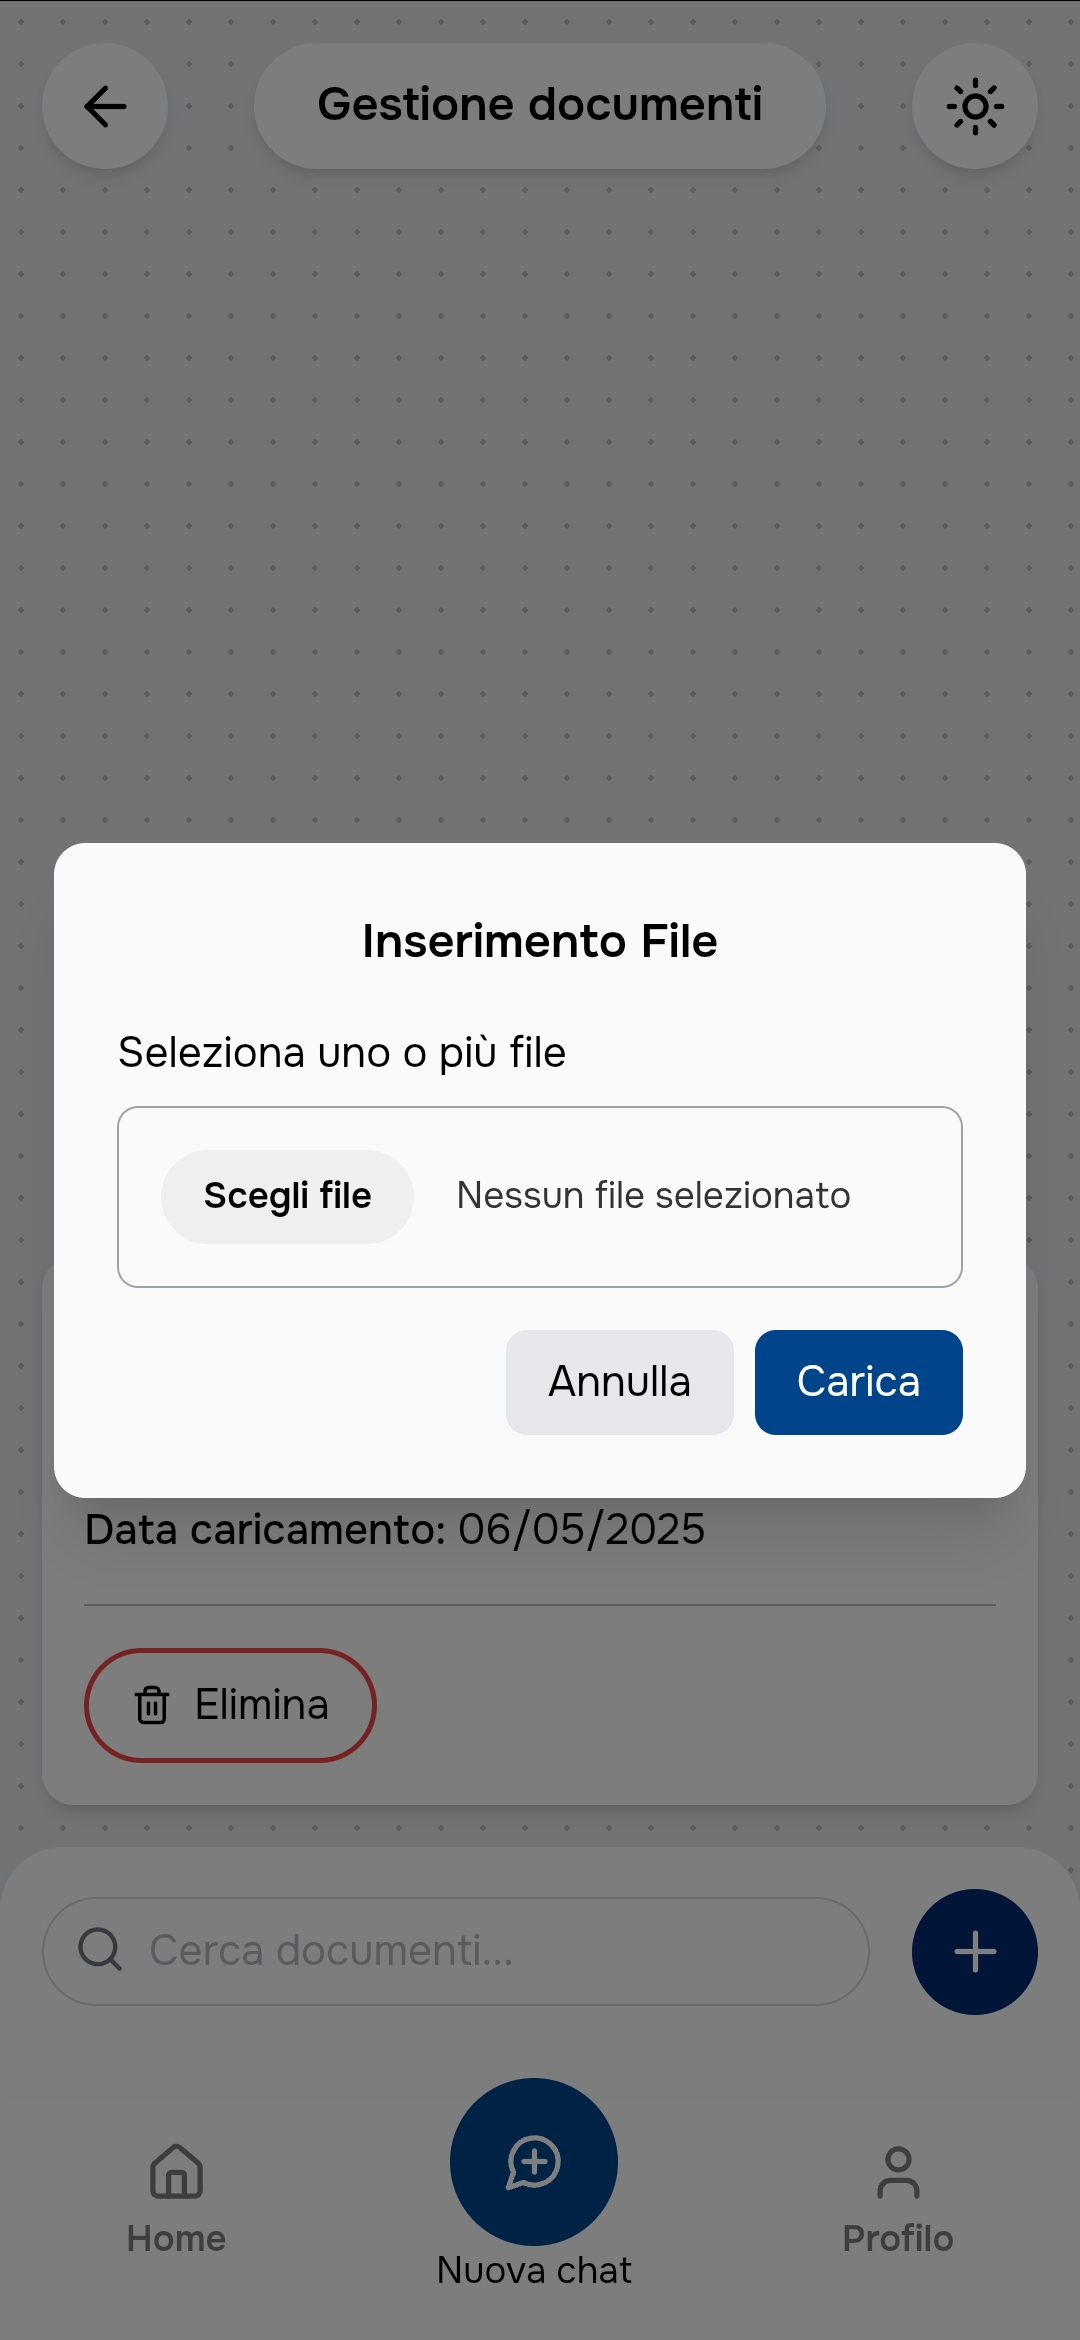 Gestione documenti
Inserimento File
Seleziona uno o più file
Scegli file Nessun file selezionato
Annulla Carica
Data caricamento: 06/05/2025
Elimina
Cerca documenti...
Home
Nuova chat
Profilo